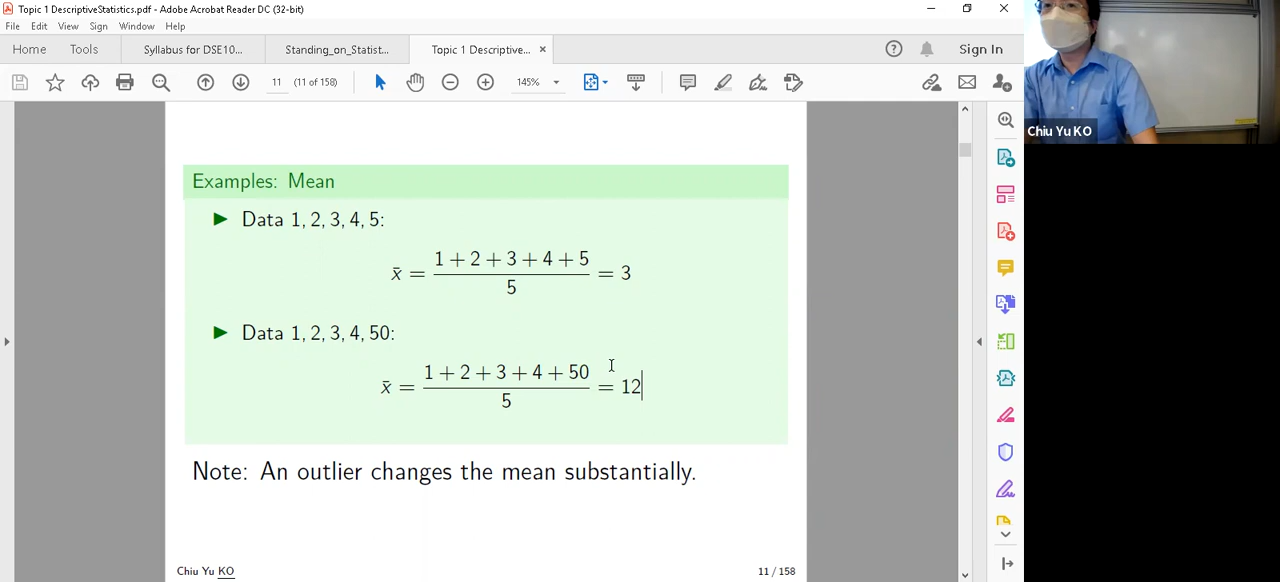 Topic 1 DescriptiveStatistics.pdf - Adobe Acrobat Reader DC (32-bit)
File Edit View Sign Window Help
Home Tools Syllabus for DSE10... Standing_on_Statist... Topic 1 Descriptive... × Sign In
11 (11 of 158) 145%
Chiu Yu KO
Examples: Mean
▶ Data 1, 2, 3, 4, 5:
x̄ = (1 + 2 + 3 + 4 + 5) / 5 = 3
▶ Data 1, 2, 3, 4, 50:
x̄ = (1 + 2 + 3 + 4 + 50) / 5 = 12
Note: An outlier changes the mean substantially.
Chiu Yu KO 11 / 158